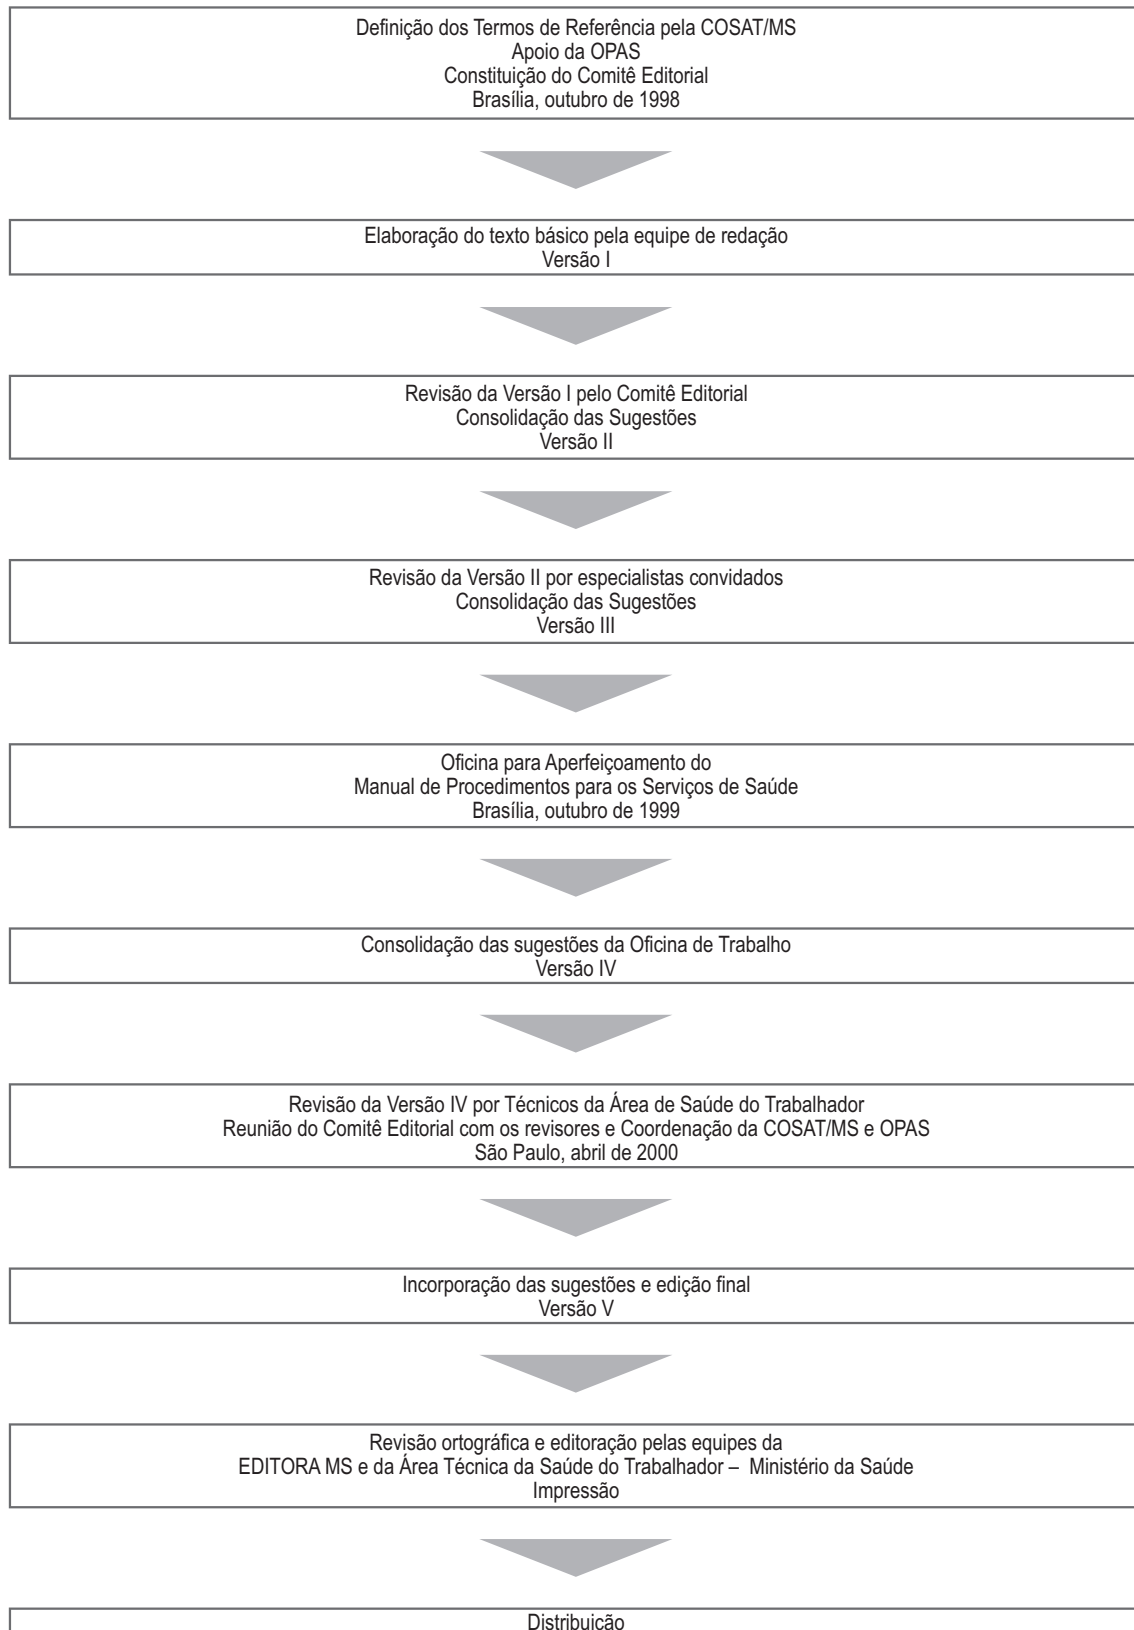 Definição dos Termos de Referência pela COSAT/MS
Apoio da OPAS
Constituição do Comitê Editorial
Brasília, outubro de 1998
Elaboração do texto básico pela equipe de redação
Versão I
Revisão da Versão I pelo Comitê Editorial
Consolidação das Sugestões
Versão II
Revisão da Versão II por especialistas convidados
Consolidação das Sugestões
Versão III
Oficina para Aperfeiçoamento do
Manual de Procedimentos para os Serviços de Saúde
Brasília, outubro de 1999
Consolidação das sugestões da Oficina de Trabalho
Versão IV
Revisão da Versão IV por Técnicos da Área de Saúde do Trabalhador
Reunião do Comitê Editorial com os revisores e Coordenação da COSAT/MS e OPAS
São Paulo, abril de 2000
Incorporação das sugestões e edição final
Versão V
Revisão ortográfica e editoração pelas equipes da
EDITORA MS e da Área Técnica da Saúde do Trabalhador – Ministério da Saúde
Impressão
Distribuição